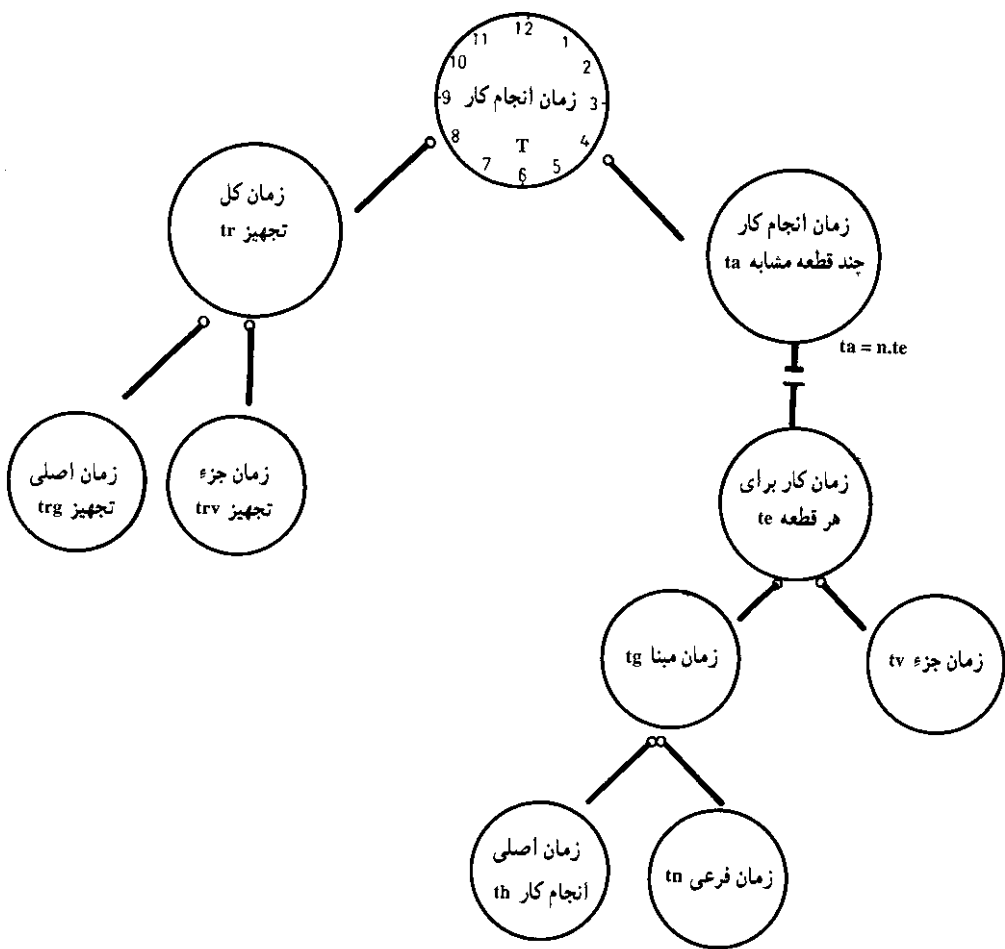 12
11
1
10
2
9
زمان انجام کار
3
8
T
4
7
6
5
زمان کل
تجهیز tr
زمان انجام کار
چند قطعه مشابه ta
ta = n.te
زمان اصلی
تجهیز trg
زمان جزء
تجهیز trv
زمان کار برای
هر قطعه te
زمان مبنا tg
زمان جزء tv
زمان اصلی
انجام کار th
زمان فرعی tn